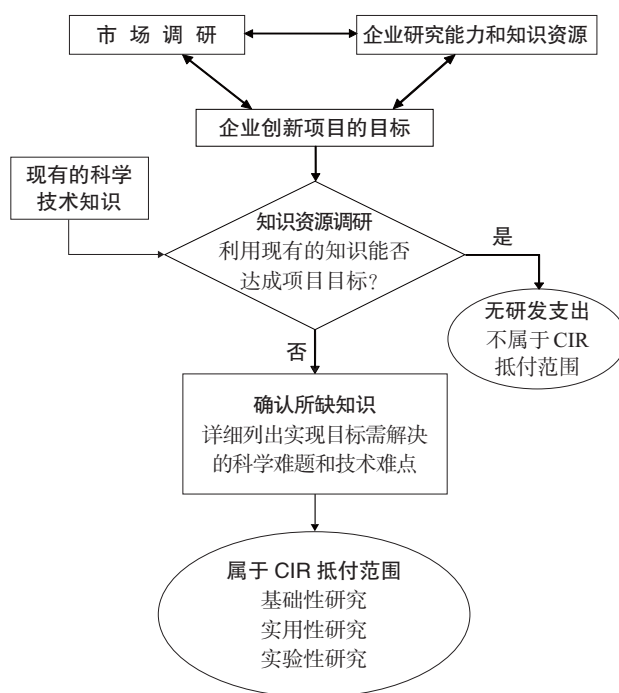 市 场 调 研
企业研究能力和知识资源
企业创新项目的目标
现有的科学
技术知识
知识资源调研
利用现有的知识能否
达成项目目标？
是
无研发支出
不属于 CIR
抵付范围
否
确认所缺知识
详细列出实现目标需解决
的科学难题和技术难点
属于 CIR 抵付范围
基础性研究
实用性研究
实验性研究